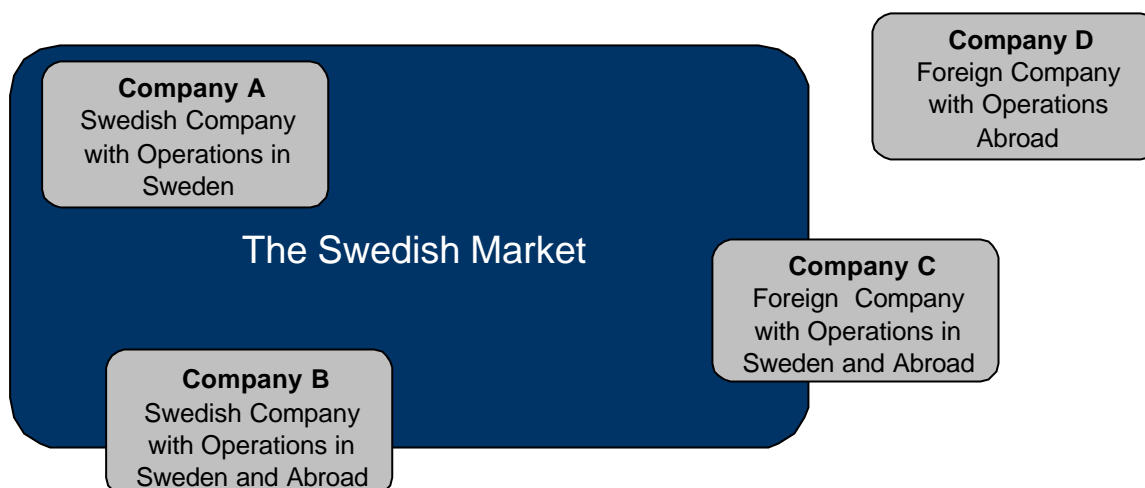 Company D
Foreign Company
with Operations
Abroad
Company A
Swedish Company
with Operations in
Sweden
The Swedish Market
Company C
Foreign Company
with Operations in
Sweden and Abroad
Company B
Swedish Company
with Operations in
Sweden and Abroad